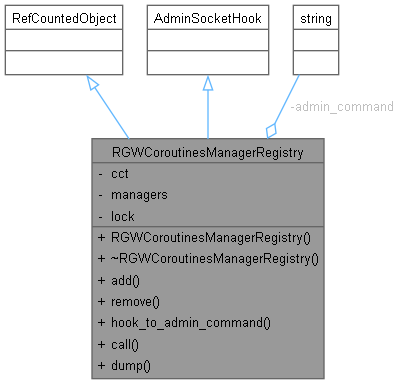 RefCountedObject
AdminSocketHook
string
-admin_command
RGWCoroutinesManagerRegistry
- cct
- managers
- lock
+ RGWCoroutinesManagerRegistry()
+ ~RGWCoroutinesManagerRegistry()
+ add()
+ remove()
+ hook_to_admin_command()
+ call()
+ dump()